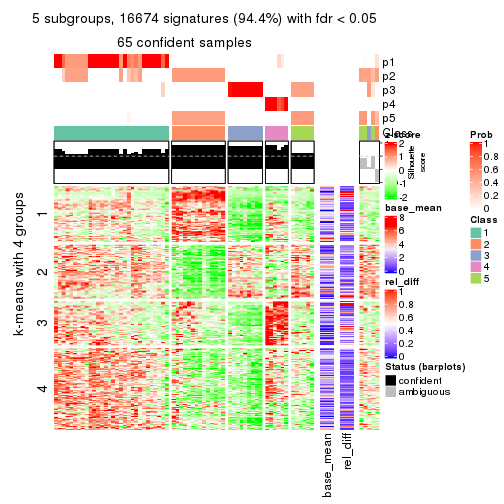 5 subgroups, 16674 signatures (94.4%) with fdr < 0.05
65 confident samples
p1
p2
p3
p4
p5
Class
Silhouette
score
k-means with 4 groups
1
2
3
4
base_mean
rel_diff
z-score
2
1
0
-1
-2
base_mean
8
6
4
2
0
rel_diff
1
0.8
0.6
0.4
0.2
0
Status (barplots)
confident
ambiguous
Prob
1
0.8
0.6
0.4
0.2
0
Class
1
2
3
4
5